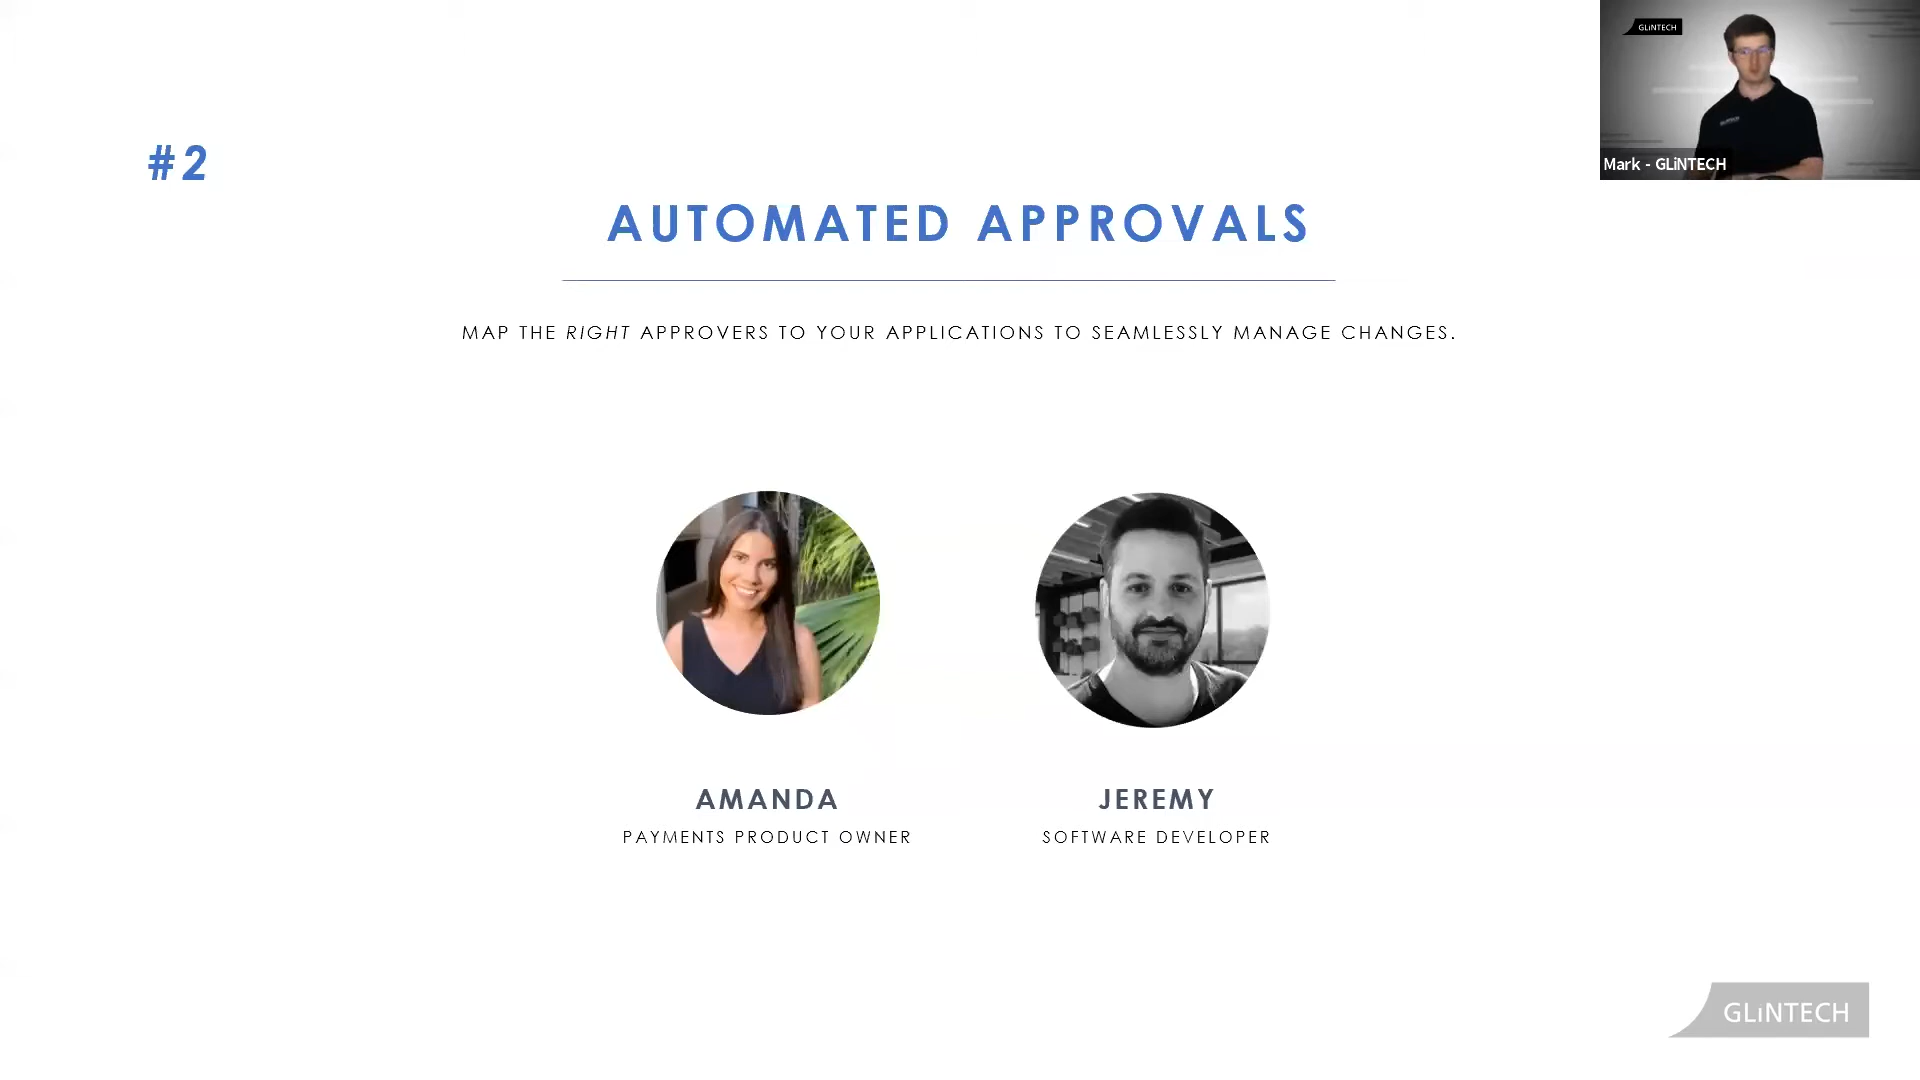 GLiNTECH
Mark - GLiNTECH
#2
AUTOMATED APPROVALS
MAP THE RIGHT APPROVERS TO YOUR APPLICATIONS TO SEAMLESSLY MANAGE CHANGES.
AMANDA
PAYMENTS PRODUCT OWNER
JEREMY
SOFTWARE DEVELOPER
GLiNTECH